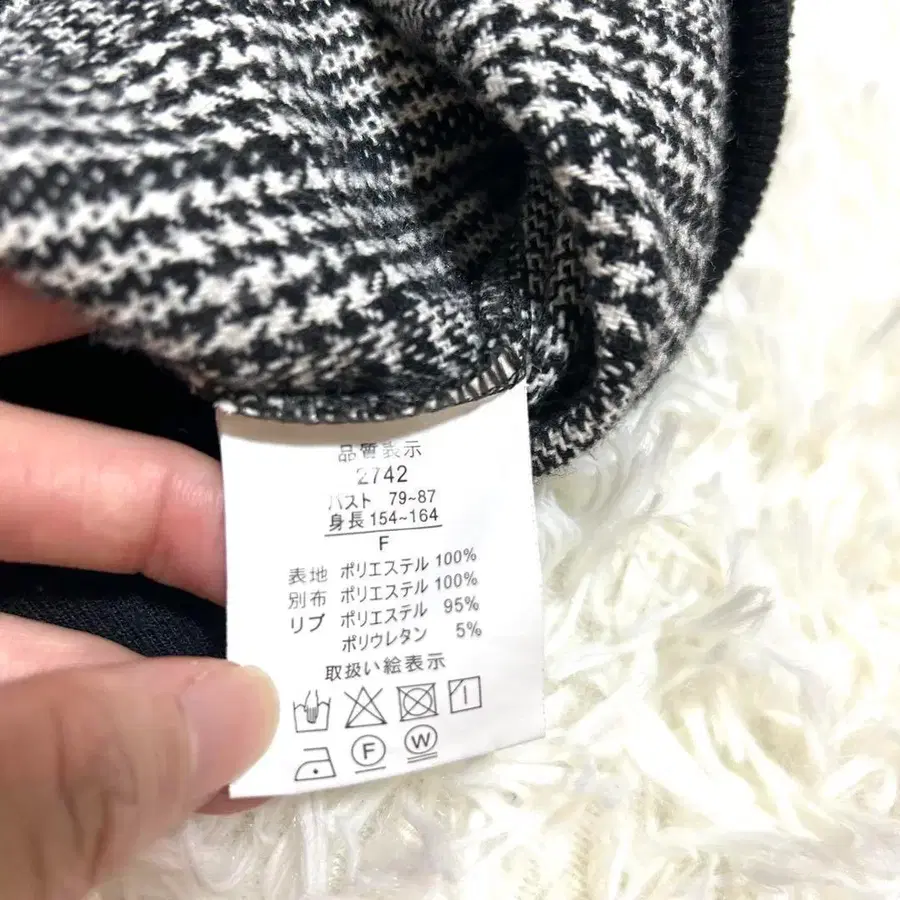 品質表示
2742
バスト 79~87
身長 154~164
F
表地 ポリエステル 100%
別布 ポリエステル 100%
リブ ポリエステル 95%
ポリウレタン 5%
取扱い絵表示
F W